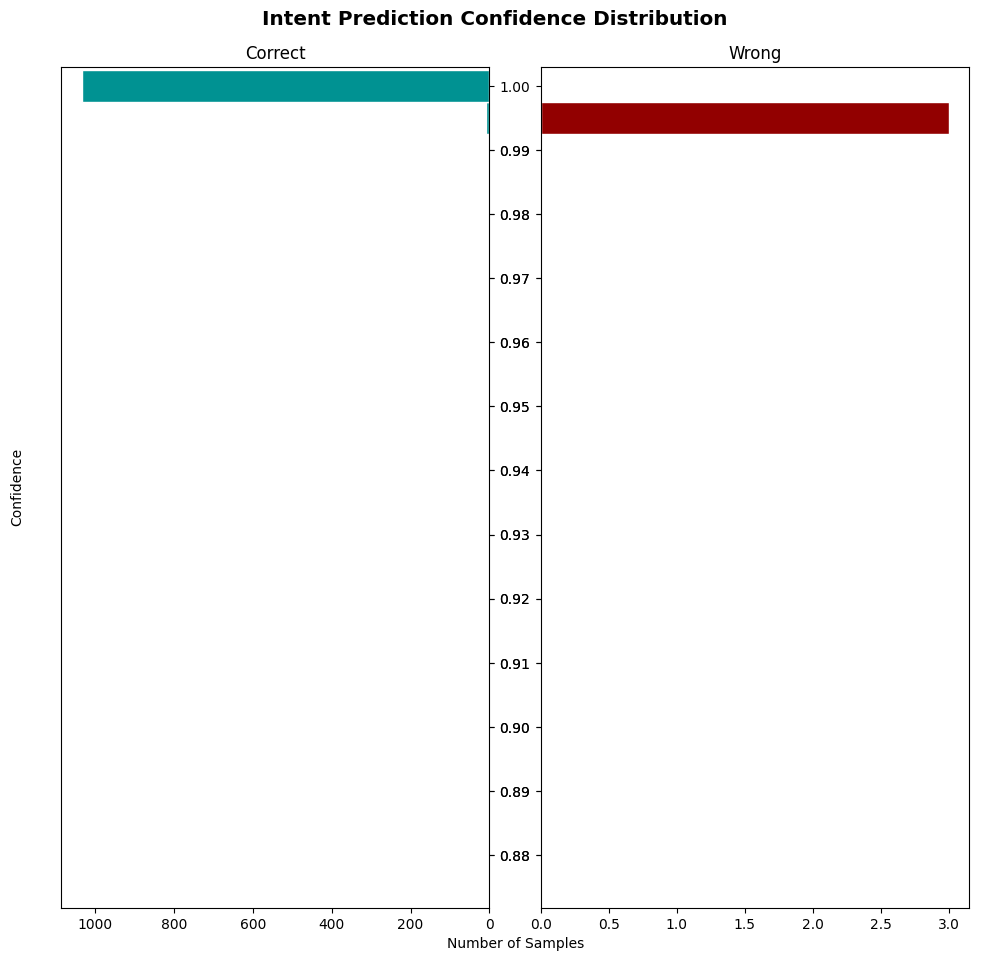 Intent Prediction Confidence Distribution
Correct
Wrong
Confidence
1.00
0.99
0.98
0.97
0.96
0.95
0.94
0.93
0.92
0.91
0.90
0.89
0.88
1000 800 600 400 200 0
0.0 0.5 1.0 1.5 2.0 2.5 3.0
Number of Samples